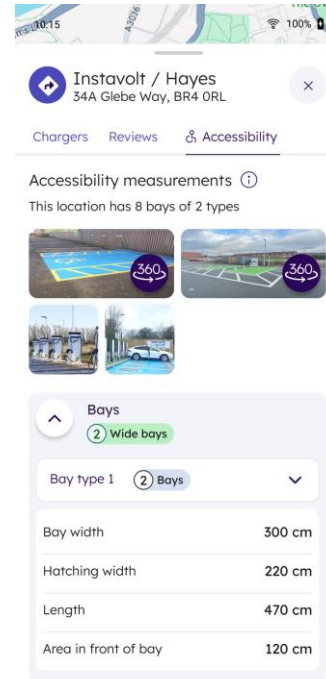 10:15
A3036
100%
Instavolt / Hayes
34A Glebe Way, BR4 0RL
Chargers Reviews Accessibility
Accessibility measurements
This location has 8 bays of 2 types
360
360
Bays
2 Wide bays
Bay type 1 2 Bays
Bay width 300 cm
Hatching width 220 cm
Length 470 cm
Area in front of bay 120 cm